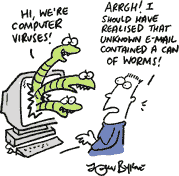 HI, WE'RE
COMPUTER
VIRUSES!
ARRGH! I
SHOULD HAVE
REALISED THAT
UNKNOWN E-MAIL
CONTAINED A CAN
OF WORMS!